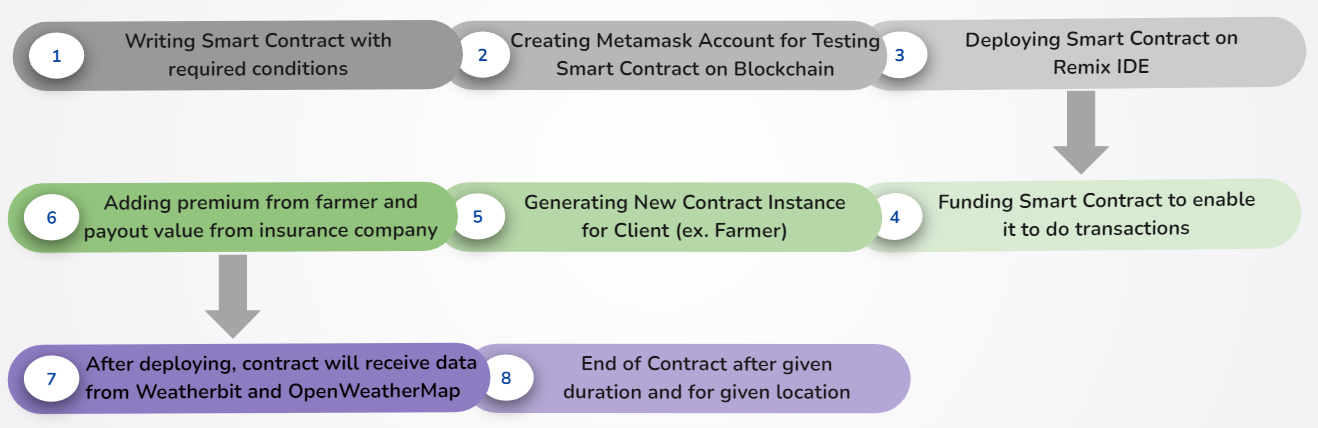 1
Writing Smart Contract with
required conditions
2
Creating Metamask Account for Testing
Smart Contract on Blockchain
3
Deploying Smart Contract on
Remix IDE
4
Funding Smart Contract to enable
it to do transactions
5
Generating New Contract Instance
for Client (ex. Farmer)
6
Adding premium from farmer and
payout value from insurance company
7
After deploying, contract will receive data
from Weatherbit and OpenWeatherMap
8
End of Contract after given
duration and for given location